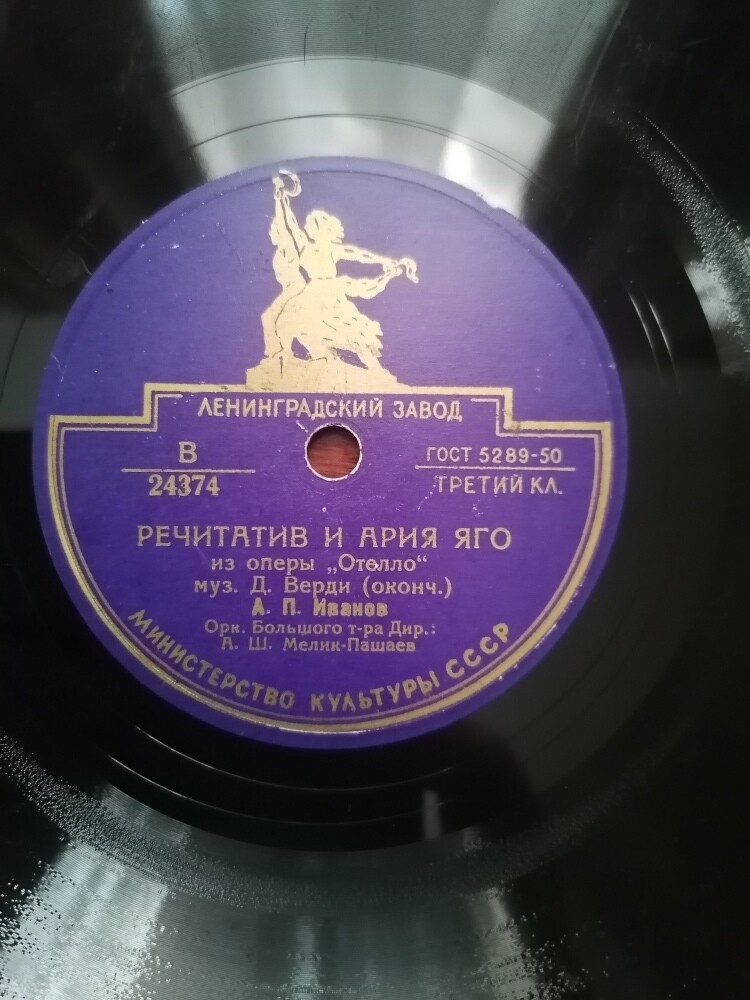 ЛЕНИНГРАДСКИЙ ЗАВОД
В
24374
ГОСТ 5289-50
ТРЕТИЙ КЛ.
РЕЧИТАТИВ И АРИЯ ЯГО
из оперы „Отелло“
муз. Д. Верди (оконч.)
А. П. Иванов
Орк. Большого т-ра Дир.:
А. Ш. Мелик-Пашаев
МИНИСТЕРСТВО КУЛЬТУРЫ СССР